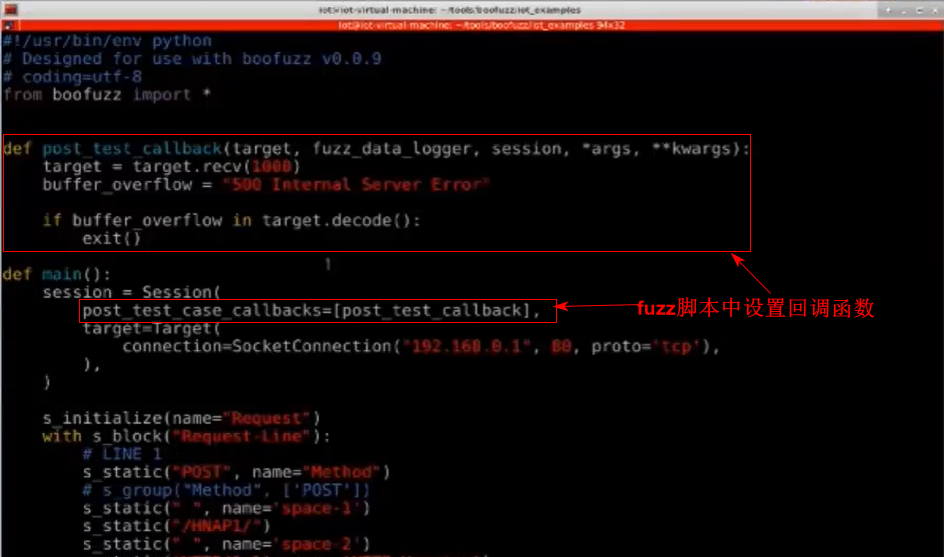 iot@iot-virtual-machine: ~/tools/boofuzz/iot_examples
iot@iot-virtual-machine: ~/tools/boofuzz/iot_examples 94x32
#!/usr/bin/env python
# Designed for use with boofuzz v0.0.9
# coding=utf-8
from boofuzz import *
def post_test_callback(target, fuzz_data_logger, session, *args, **kwargs):
target = target.recv(1000)
buffer_overflow = "500 Internal Server Error"
if buffer_overflow in target.decode():
exit()
def main():
session = Session(
post_test_case_callbacks=[post_test_callback],
fuzz脚本中设置回调函数
target=Target(
connection=SocketConnection("192.168.0.1", 80, proto='tcp'),
),
)
s_initialize(name="Request")
with s_block("Request-Line"):
# LINE 1
s_static("POST", name="Method")
# s_group("Method", ['POST'])
s_static(" ", name='space-1')
s_static("/HNAP1/")
s_static(" ", name='space-2')